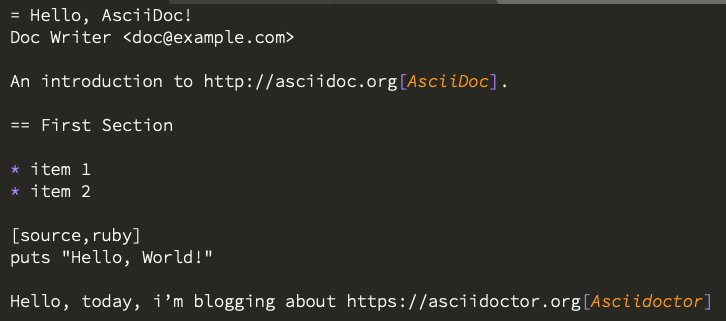 = Hello, AsciiDoc!
Doc Writer <doc@example.com>
An introduction to http://asciidoc.org[AsciiDoc].
== First Section
* item 1
* item 2
[source,ruby]
puts "Hello, World!"
Hello, today, i’m blogging about https://asciidoctor.org[Asciidoctor]